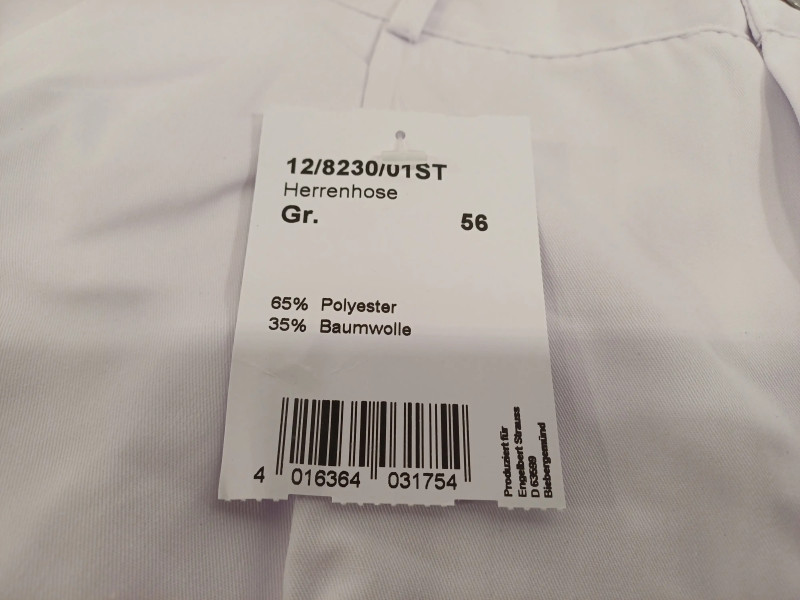 12/8230/01ST
Herrenhose
Gr. 56
65% Polyester
35% Baumwolle
4 016364 031754
Produziert für
Engelbert Strauss
D 63599
Biebergemünd